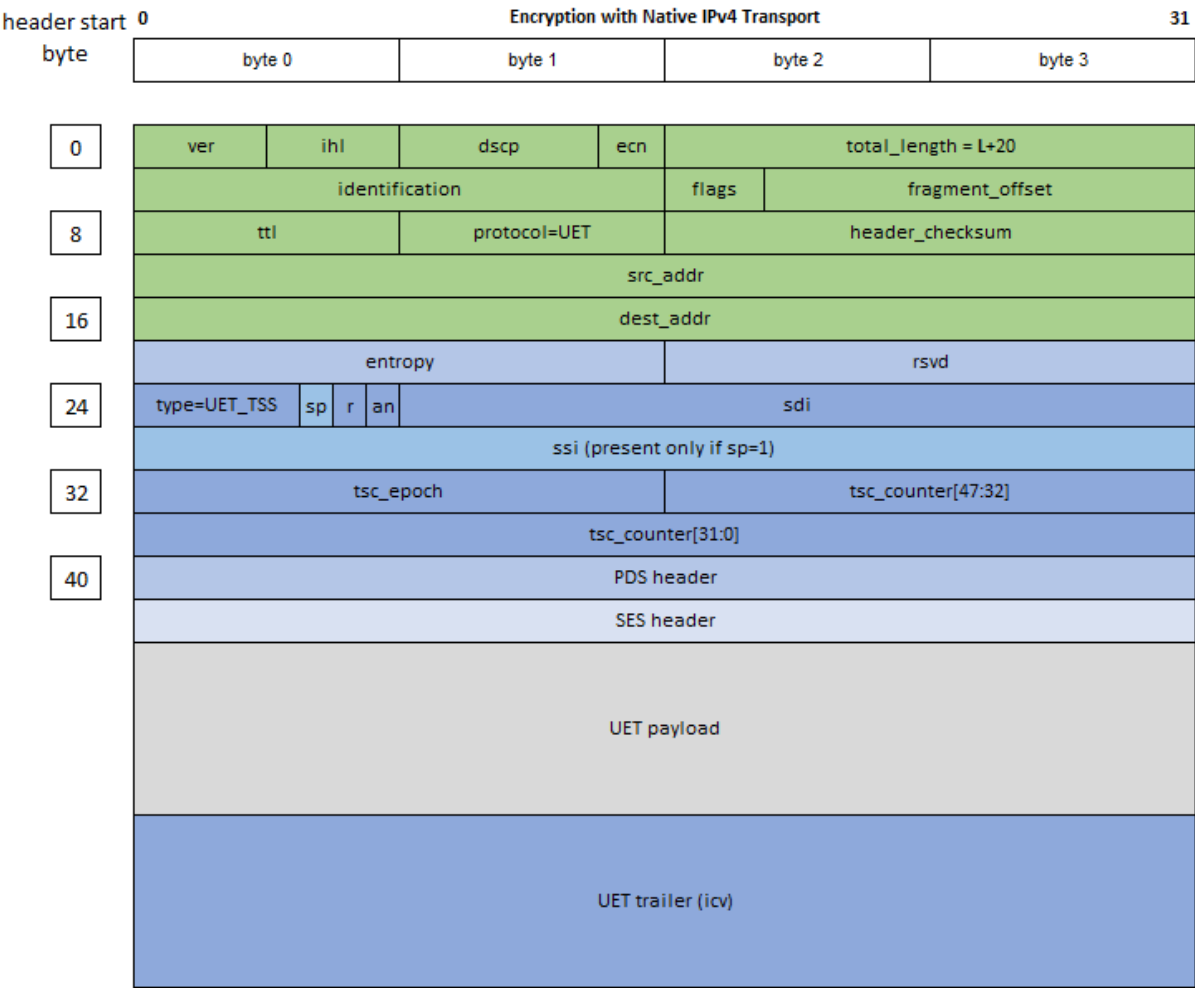 header start 0 Encryption with Native IPv4 Transport 31
byte byte 0 byte 1 byte 2 byte 3
0 ver ihl dscp ecn total_length = L+20
identification flags fragment_offset
8 ttl protocol=UET header_checksum
src_addr
16 dest_addr
entropy rsvd
24 type=UET_TSS sp r an sdi
ssi (present only if sp=1)
32 tsc_epoch tsc_counter[47:32]
tsc_counter[31:0]
40 PDS header
SES header
UET payload
UET trailer (icv)